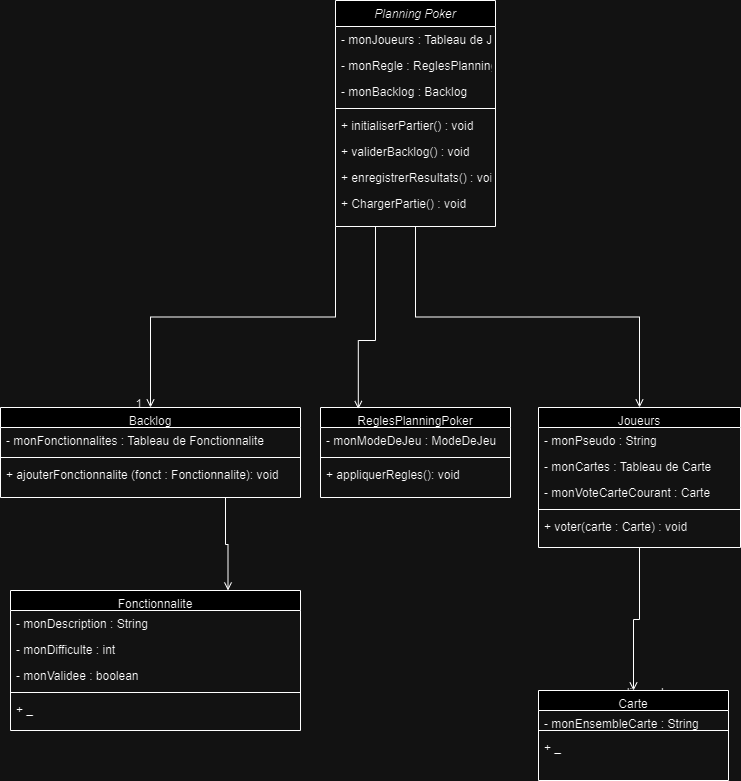 Planning Poker
- monJoueurs : Tableau de J
- monRegle : ReglesPlanning
- monBacklog : Backlog
+ initialiserPartier() : void
+ validerBacklog() : void
+ enregistrerResultats() : voi
+ ChargerPartie() : void
1
Backlog
- monFonctionnalites : Tableau de Fonctionnalite
+ ajouterFonctionnalite (fonct : Fonctionnalite): void
ReglesPlanningPoker
- monModeDeJeu : ModeDeJeu
+ appliquerRegles(): void
Joueurs
- monPseudo : String
- monCartes : Tableau de Carte
- monVoteCarteCourant : Carte
+ voter(carte : Carte) : void
Fonctionnalite
- monDescription : String
- monDifficulte : int
- monValidee : boolean
+ _
Carte
- monEnsembleCarte : String
+ _